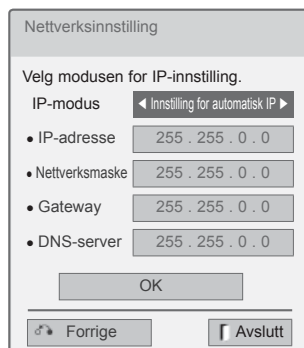 Nettverksinnstilling
Velg modusen for IP-innstilling.
IP-modus ◀ Innstilling for automatisk IP ▶
• IP-adresse 255 . 255 . 0 . 0
• Nettverksmaske 255 . 255 . 0 . 0
• Gateway 255 . 255 . 0 . 0
• DNS-server 255 . 255 . 0 . 0
OK
Forrige Avslutt